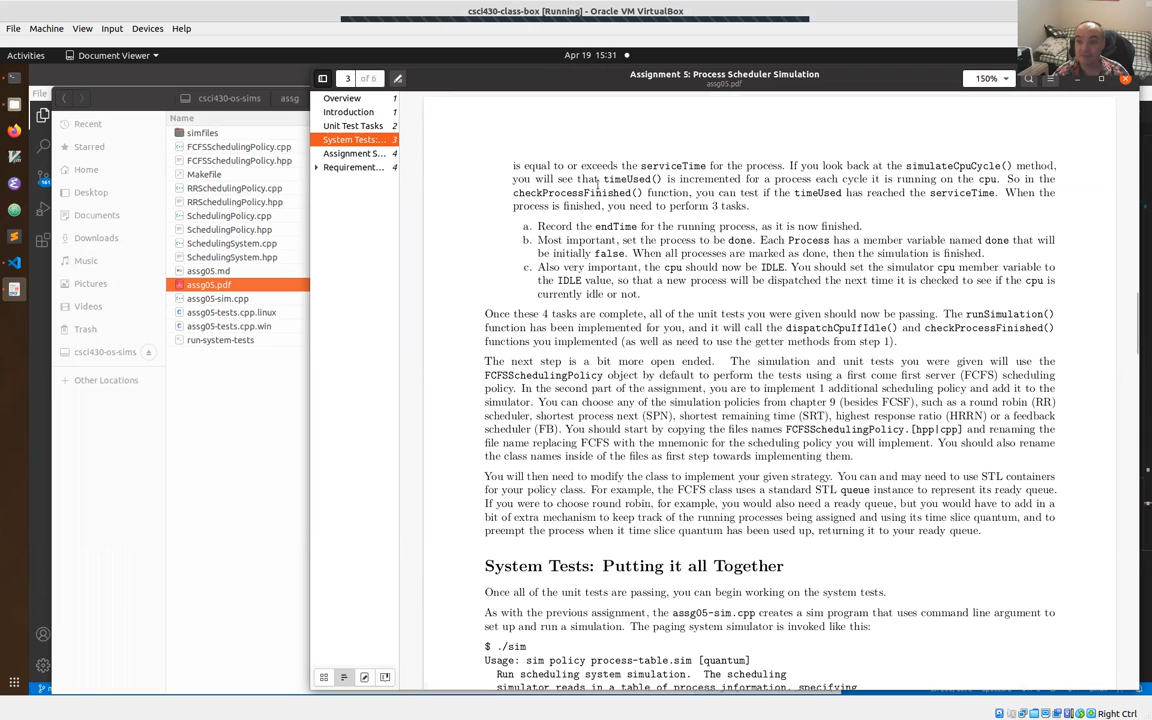 csci430-class-box [Running] - Oracle VM VirtualBox
File Machine View Input Devices Help
Activities Document Viewer Apr 19 15:31
File
csci430-os-sims assg
Recent
Starred
Home
Desktop
Documents
Downloads
Music
Pictures
Videos
Trash
csci430-os-sims
Other Locations
Name
simfiles
FCFSSchedulingPolicy.cpp
FCFSSchedulingPolicy.hpp
Makefile
RRSchedulingPolicy.cpp
RRSchedulingPolicy.hpp
SchedulingPolicy.cpp
SchedulingPolicy.hpp
SchedulingSystem.cpp
SchedulingSystem.hpp
assg05.md
assg05.pdf
assg05-sim.cpp
assg05-tests.cpp.linux
assg05-tests.cpp.win
run-system-tests
3 of 6
Assignment 5: Process Scheduler Simulation
assg05.pdf
150%
Overview 1
Introduction 1
Unit Test Tasks 2
System Tests:... 3
Assignment S... 4
Requirement... 4
is equal to or exceeds the serviceTime for the process. If you look back at the simulateCpuCycle() method,
you will see that timeUsed() is incremented for a process each cycle it is running on the cpu. So in the
checkProcessFinished() function, you can test if the timeUsed has reached the serviceTime. When the
process is finished, you need to perform 3 tasks.
a. Record the endTime for the running process, as it is now finished.
b. Most important, set the process to be done. Each Process has a member variable named done that will
be initially false. When all processes are marked as done, then the simulation is finished.
c. Also very important, the cpu should now be IDLE. You should set the simulator cpu member variable to
the IDLE value, so that a new process will be dispatched the next time it is checked to see if the cpu is
currently idle or not.
Once these 4 tasks are complete, all of the unit tests you were given should now be passing. The runSimulation()
function has been implemented for you, and it will call the dispatchCpuIfIdle() and checkProcessFinished()
functions you implemented (as well as need to use the getter methods from step 1).
The next step is a bit more open ended. The simulation and unit tests you were given will use the
FCFSSchedulingPolicy object by default to perform the tests using a first come first server (FCFS) scheduling
policy. In the second part of the assignment, you are to implement 1 additional scheduling policy and add it to the
simulator. You can choose any of the simulation policies from chapter 9 (besides FCSF), such as a round robin (RR)
scheduler, shortest process next (SPN), shortest remaining time (SRT), highest response ratio (HRRN) or a feedback
scheduler (FB). You should start by copying the files names FCFSSchedulingPolicy.[hpp|cpp] and renaming the
file name replacing FCFS with the mnemonic for the scheduling policy you will implement. You should also rename
the class names inside of the files as first step towards implementing them.
You will then need to modify the class to implement your given strategy. You can and may need to use STL containers
for your policy class. For example, the FCFS class uses a standard STL queue instance to represent its ready queue.
If you were to choose round robin, for example, you would also need a ready queue, but you would have to add in a
bit of extra mechanism to keep track of the running processes being assigned and using its time slice quantum, and to
preempt the process when it time slice quantum has been used up, returning it to your ready queue.
System Tests: Putting it all Together
Once all of the unit tests are passing, you can begin working on the system tests.
As with the previous assignment, the assg05-sim.cpp creates a sim program that uses command line argument to
set up and run a simulation. The paging system simulator is invoked like this:
$ ./sim
Usage: sim policy process-table.sim [quantum]
Run scheduling system simulation. The scheduling
simulator reads in a table of process information, specifying
Right Ctrl